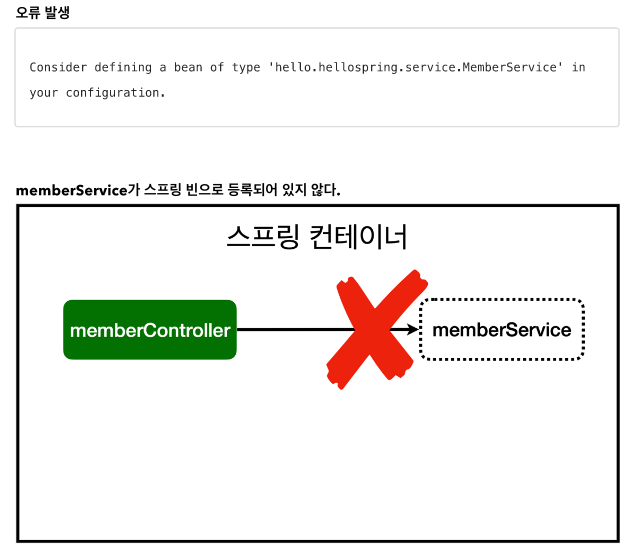 오류 발생
Consider defining a bean of type 'hello.hellospring.service.MemberService' in
your configuration.
memberService가 스프링 빈으로 등록되어 있지 않다.
스프링 컨테이너
memberController
memberService